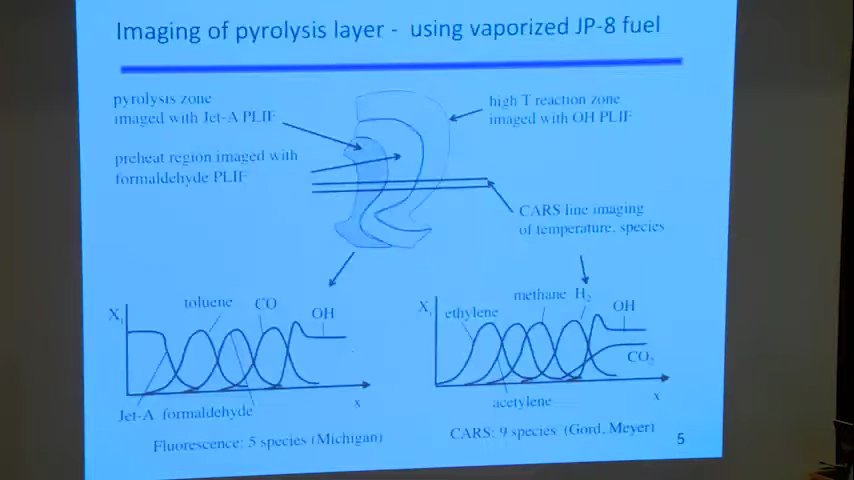 Imaging of pyrolysis layer - using vaporized JP-8 fuel
pyrolysis zone
imaged with Jet-A PLIF
high T reaction zone
imaged with OH PLIF
preheat region imaged with
formaldehyde PLIF
CARS line imaging
of temperature, species
Xi
toluene
CO
OH
Jet-A
formaldehyde
x
Fluorescence: 5 species (Michigan)
Xi
ethylene
methane
H2
OH
CO2
acetylene
x
CARS: 9 species (Gord, Meyer)
5